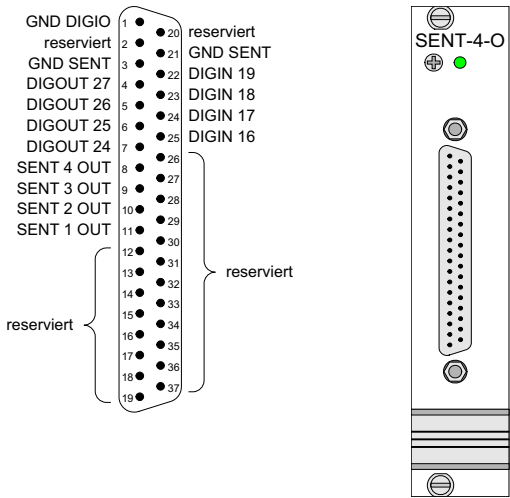 GND DIGIO 1
reserviert 2
GND SENT 3
DIGOUT 27 4
DIGOUT 26 5
DIGOUT 25 6
DIGOUT 24 7
SENT 4 OUT 8
SENT 3 OUT 9
SENT 2 OUT 10
SENT 1 OUT 11
12
13
14
15
reserviert
16
17
18
19
20 reserviert
21 GND SENT
22 DIGIN 19
23 DIGIN 18
24 DIGIN 17
25 DIGIN 16
26
27
28
29
30
31
reserviert
32
33
34
35
36
37
SENT-4-O